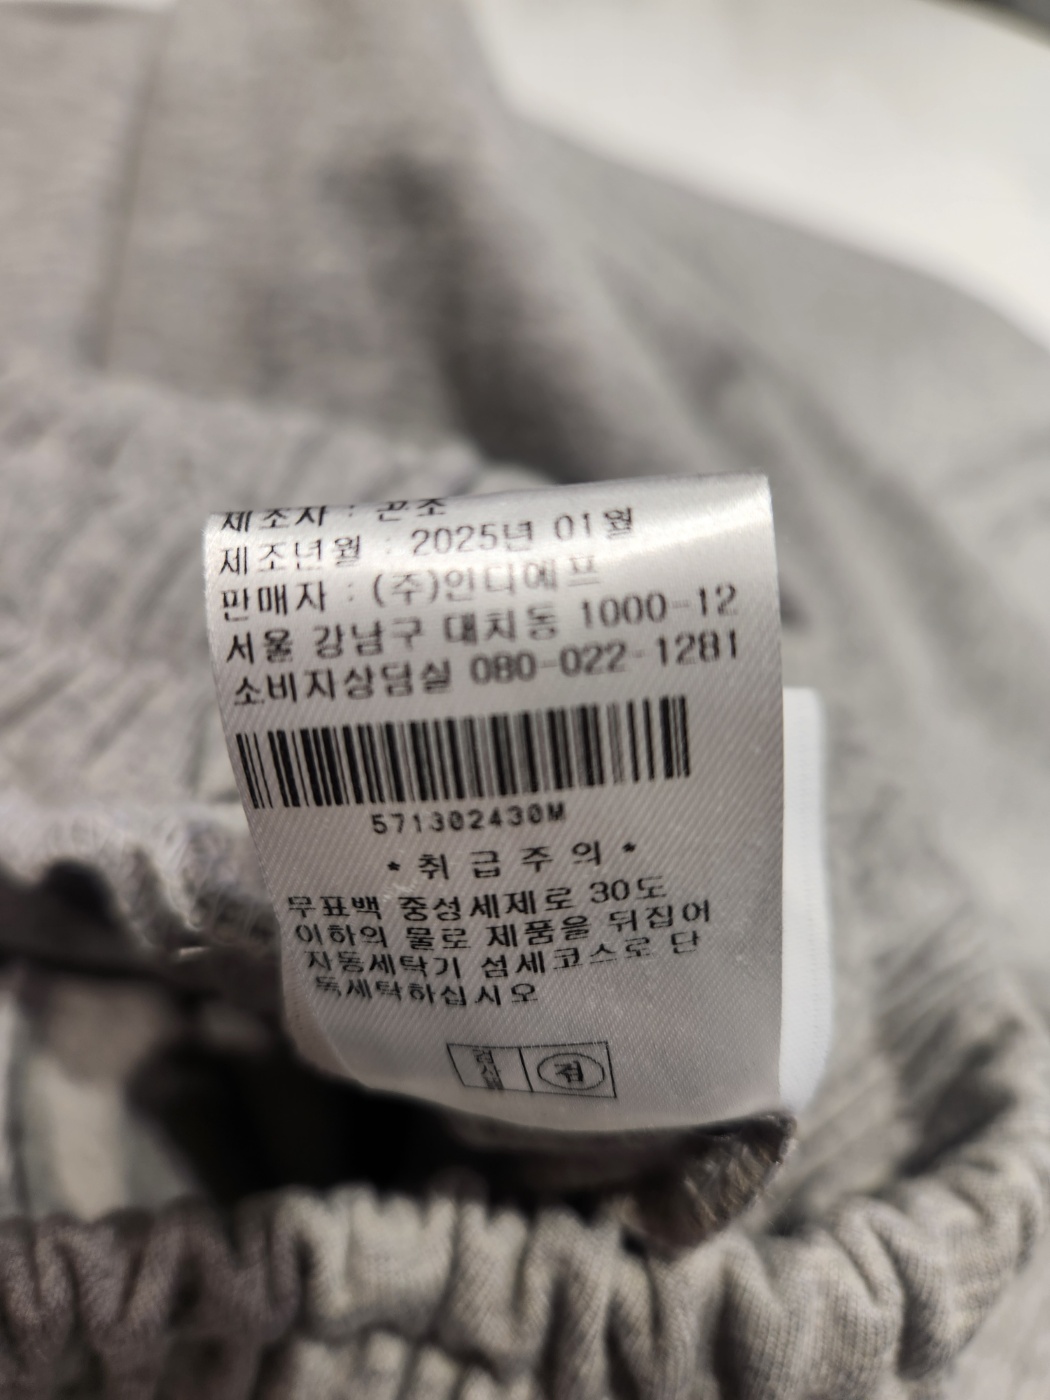 제조자 : 곤조
제조년월 : 2025년 01월
판매자 : (주)인디에프
서울 강남구 대치동 1000-12
소비자상담실 080-022-1281
571302430M
*취급주의*
무표백 중성세제로 30도
이하의 물로 제품을 뒤집어
자동세탁기 섬세코스로 단
독세탁하십시오
검